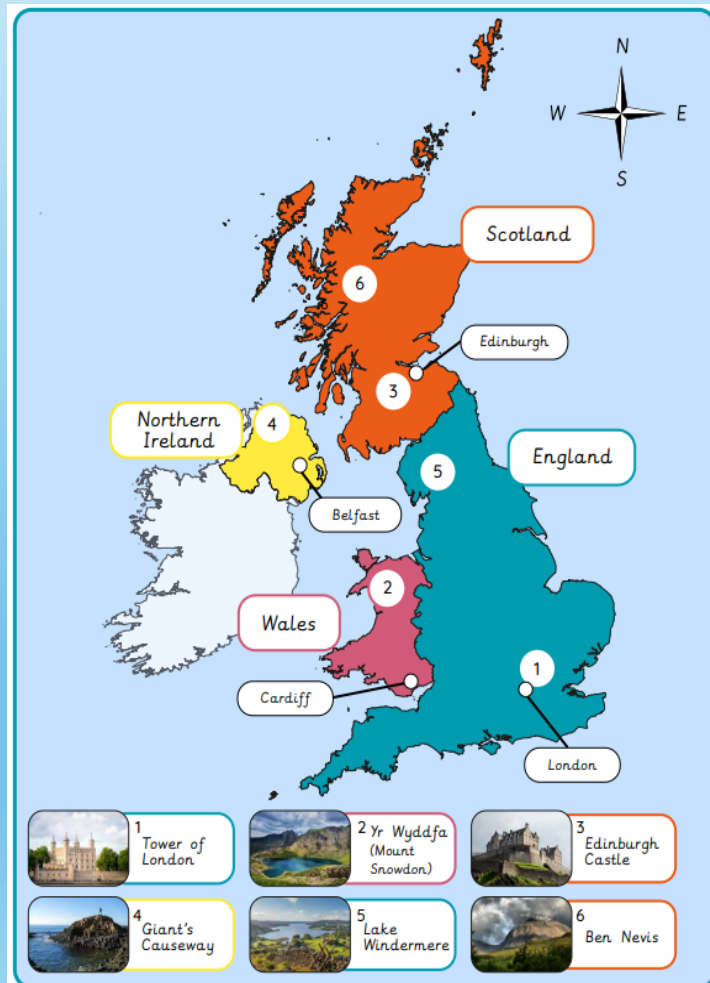 N
W E
S
Scotland
6
Edinburgh
3
Northern
Ireland
4
England
5
Belfast
2
Wales
1
Cardiff
London
1
Tower of
London
2 Yr Wyddfa
(Mount
Snowdon)
3
Edinburgh
Castle
4
Giant's
Causeway
5
Lake
Windermere
6
Ben Nevis